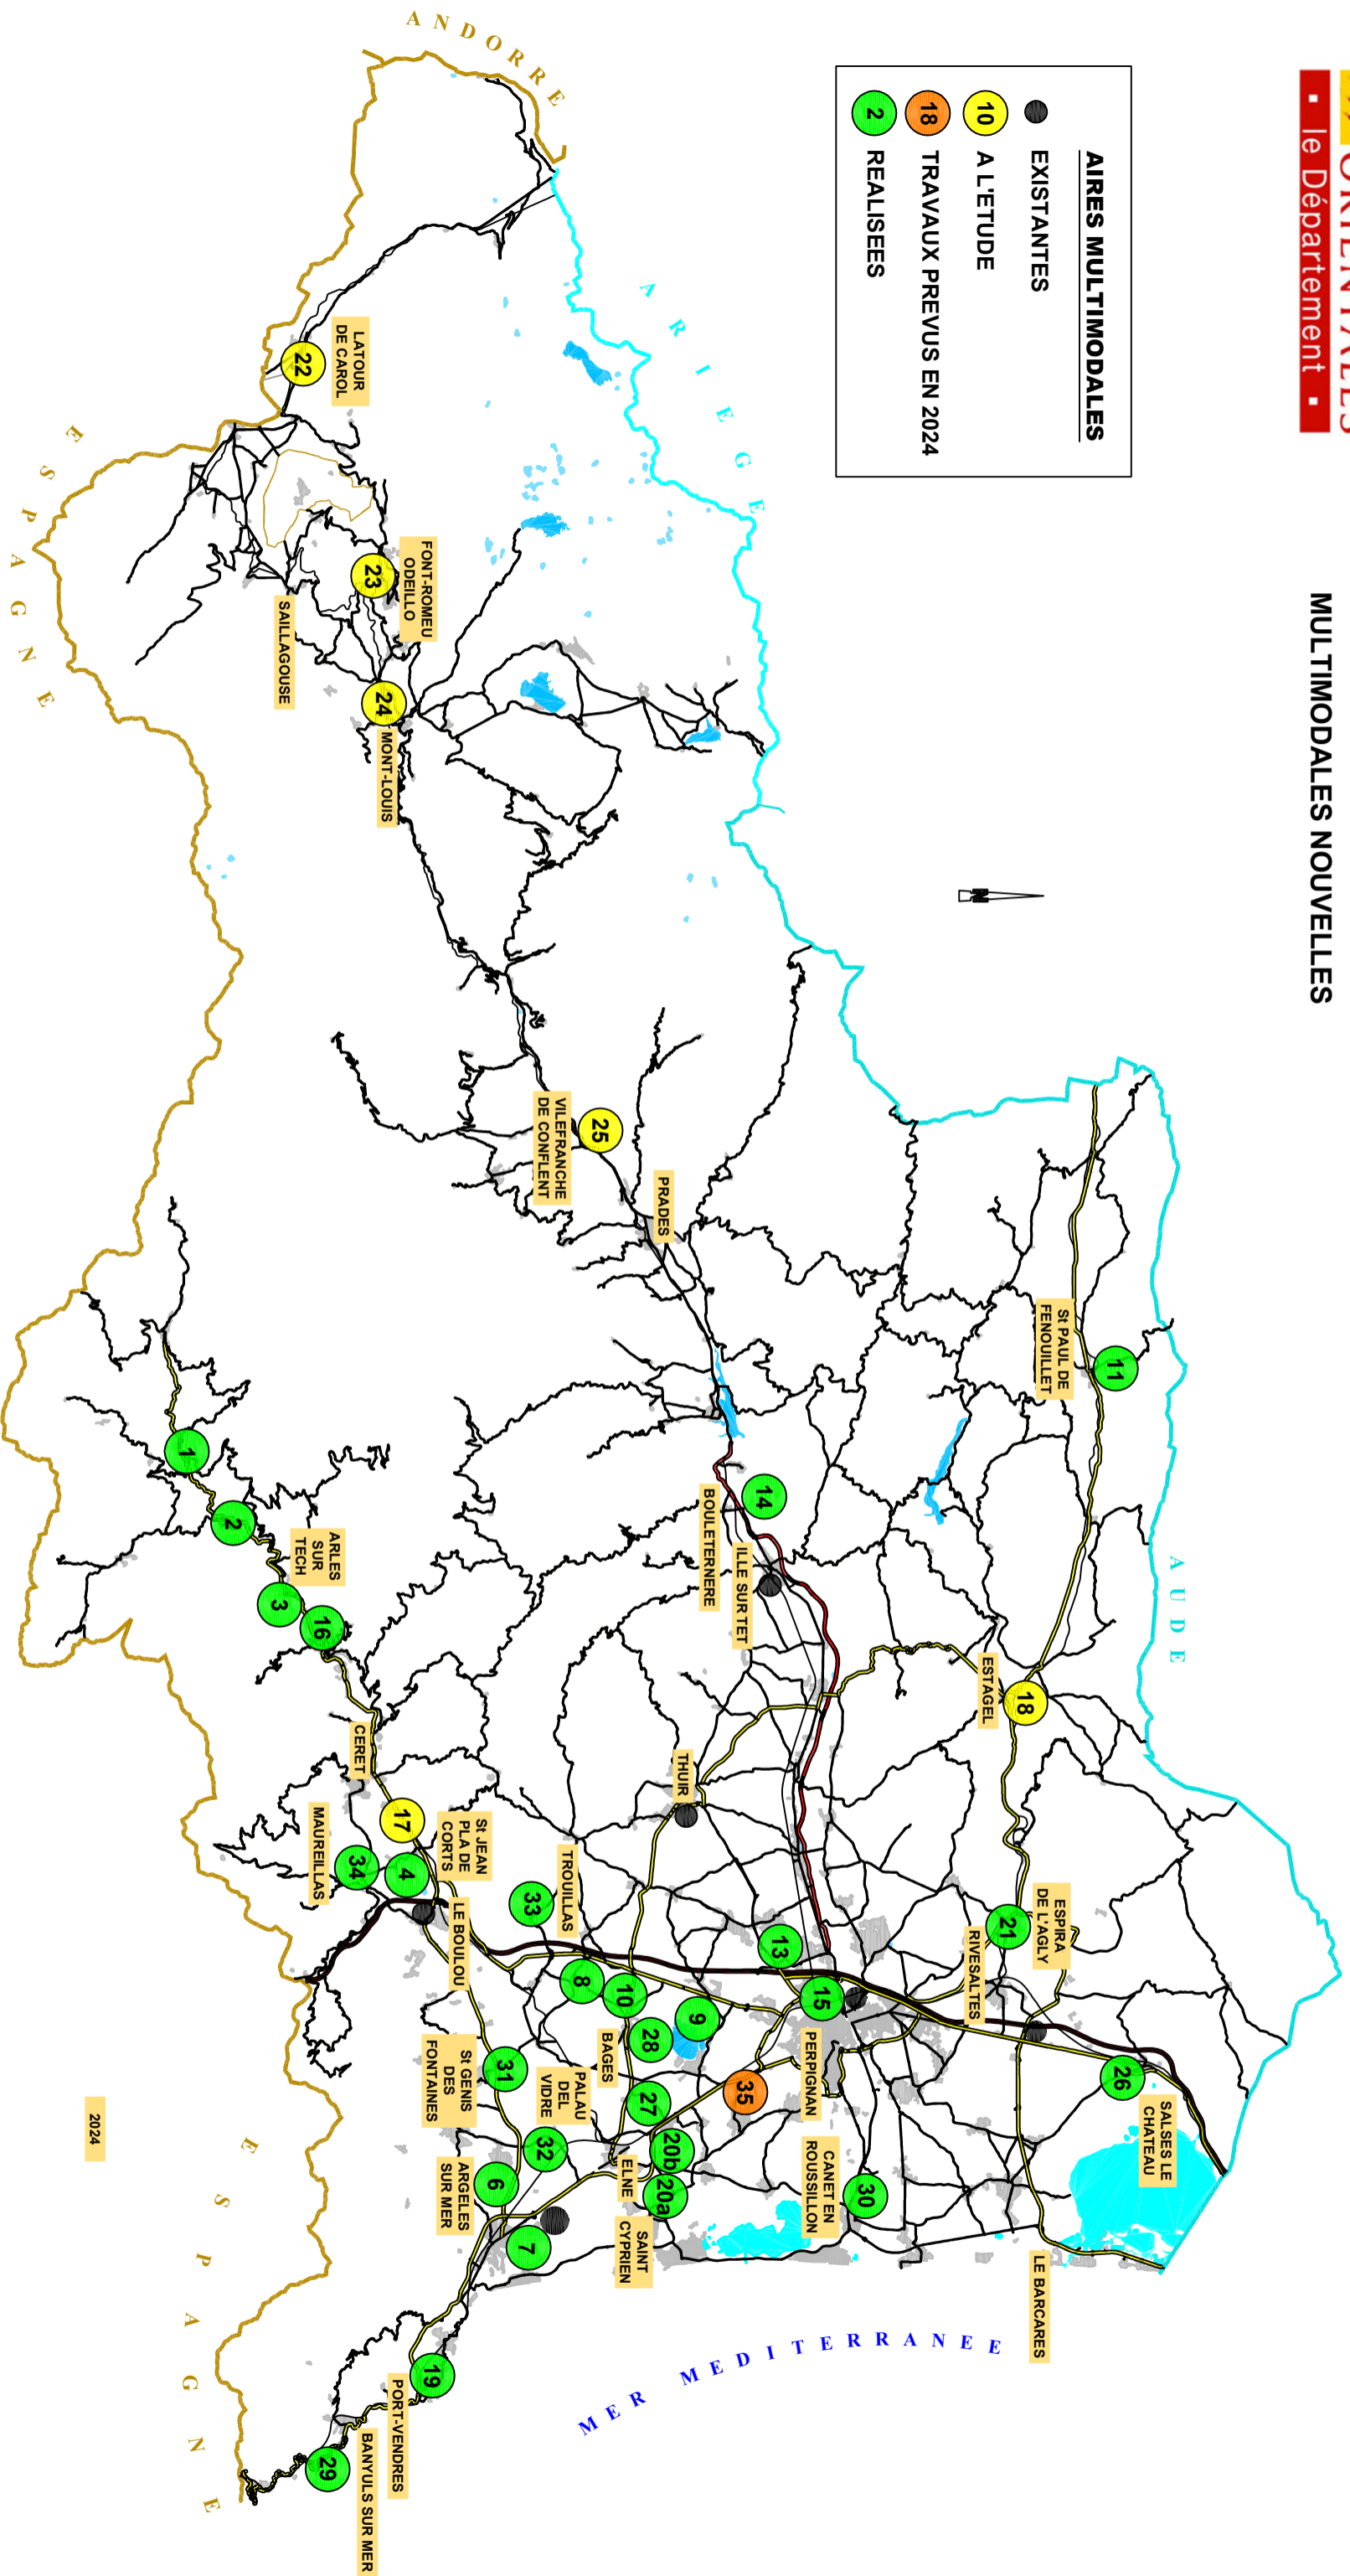 ORIENTALES
▪ le Département ▪
MULTIMODALES NOUVELLES
AIRES MULTIMODALES
EXISTANTES
10 A L'ETUDE
18 TRAVAUX PREVUS EN 2024
2 REALISEES
ANDORRE
ARIEGE
AUDE
ESPAGNE
ESPAGNE
MER MEDITERRANEE
N
LATOUR
DE CAROL
22
FONT-ROMEU
ODEILLO
23
SAILLAGOUSE
24
MONT-LOUIS
25
VILEFRANCHE
DE CONFLENT
PRADES
St PAUL DE
FENOUILLET
11
14
BOULETERNERE
ILLE SUR TET
ESTAGEL
18
THUIR
1
2
ARLES
SUR
TECH
3
16
CERET
17
MAUREILLAS
34
4
St JEAN
PLA DE
CORTS
LE BOULOU
TROUILLAS
33
8
10
9
28
BAGES
13
15
PERPIGNAN
21
ESPIRA
DE L'AGLY
RIVESALTES
26
SALSES LE
CHATEAU
LE BARCARES
30
CANET EN
ROUSSILLON
35
27
20b
20a
ELNE
SAINT
CYPRIEN
31
St GENIS
DES
FONTAINES
PALAU
DEL
VIDRE
32
6
ARGELES
SUR MER
7
19
PORT-VENDRES
29
BANYULS SUR MER
2024